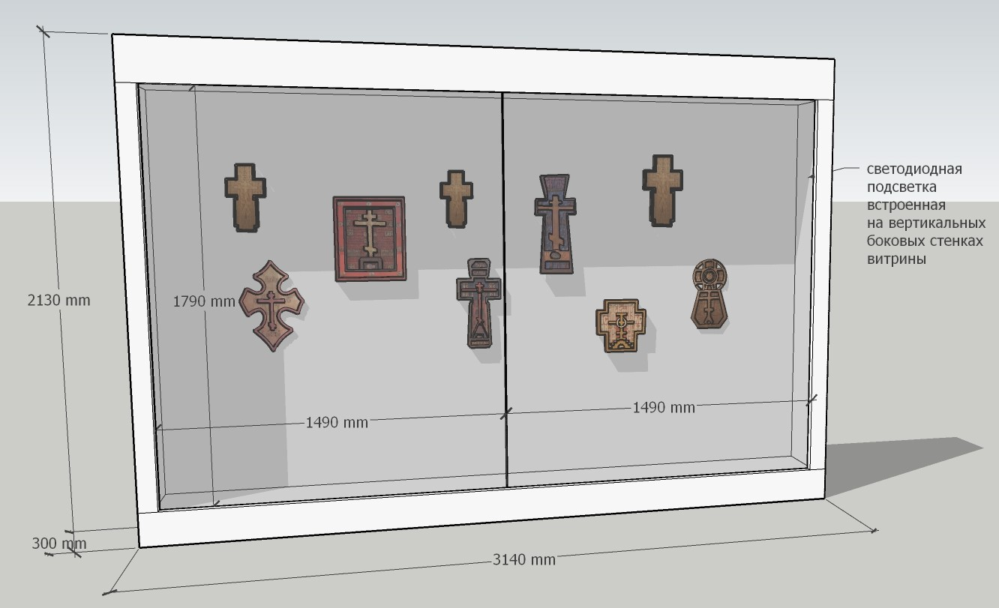 светодиодная
подсветка
встроенная
на вертикальных
боковых стенках
витрины
2130 mm
1790 mm
1490 mm
1490 mm
300 mm
3140 mm